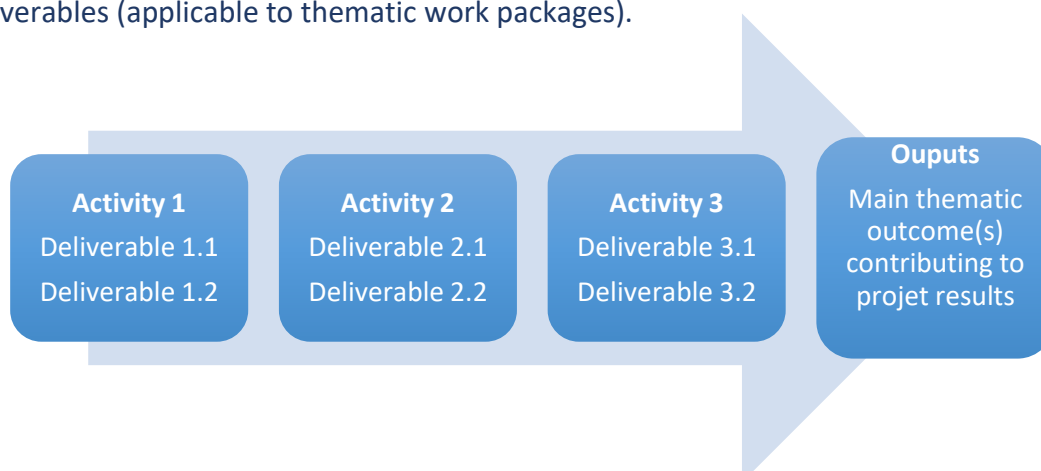 verables (applicable to thematic work packages).
Activity 1
Deliverable 1.1
Deliverable 1.2
Activity 2
Deliverable 2.1
Deliverable 2.2
Activity 3
Deliverable 3.1
Deliverable 3.2
Ouputs
Main thematic
outcome(s)
contributing to
projet results